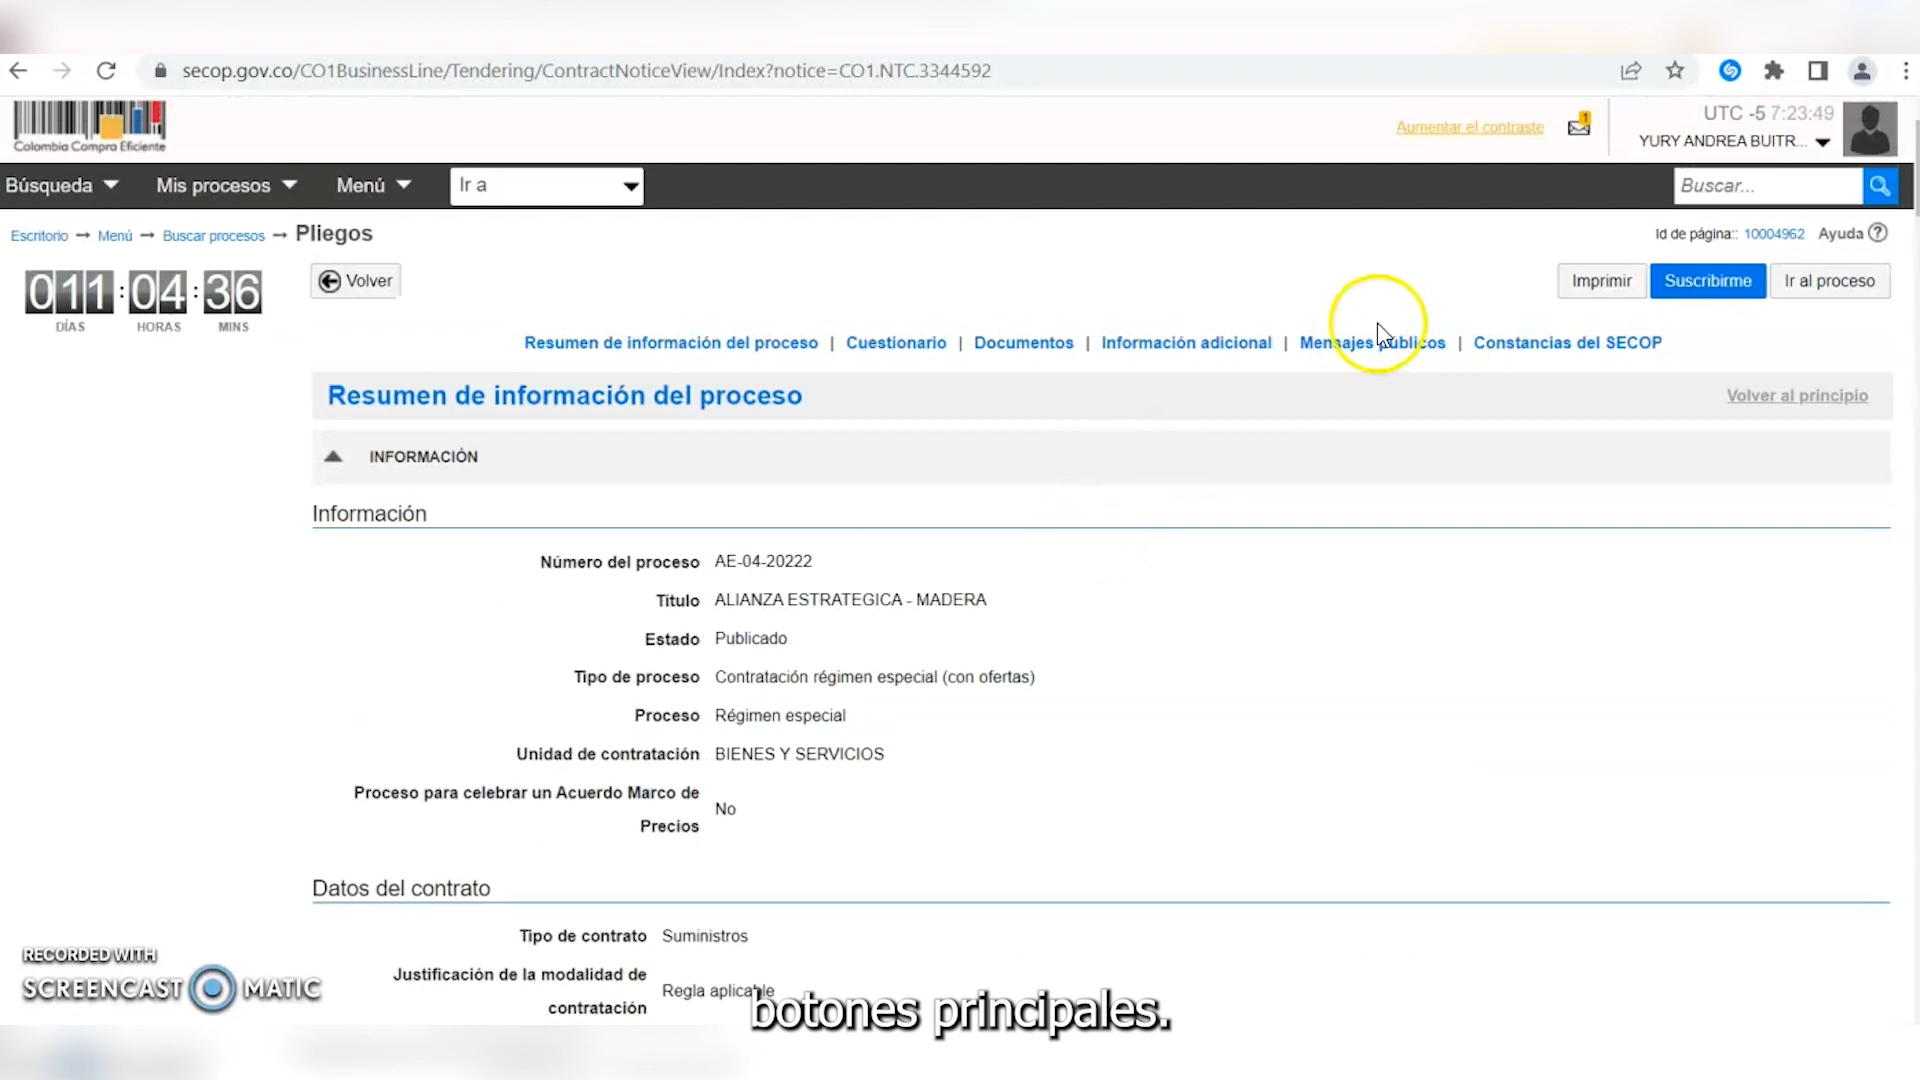 secop.gov.co/CO1BusinessLine/Tendering/ContractNoticeView/Index?notice=CO1.NTC.3344592
Colombia Compra Eficiente
Aumentar el contraste
1
UTC -5 7:23:49
YURY ANDREA BUITR...
Búsqueda
Mis procesos
Menú
Ir a
Buscar...
Escritorio → Menú → Buscar procesos → Pliegos
Id de página:: 10004962
Ayuda ?
011 : 04 : 36
DÍAS HORAS MINS
Volver
Imprimir
Suscribirme
Ir al proceso
Resumen de información del proceso | Cuestionario | Documentos | Información adicional | Mensajes públicos | Constancias del SECOP
Resumen de información del proceso
Volver al principio
INFORMACIÓN
Información
Número del proceso AE-04-20222
Título ALIANZA ESTRATEGICA - MADERA
Estado Publicado
Tipo de proceso Contratación régimen especial (con ofertas)
Proceso Régimen especial
Unidad de contratación BIENES Y SERVICIOS
Proceso para celebrar un Acuerdo Marco de
Precios
No
Datos del contrato
Tipo de contrato Suministros
Justificación de la modalidad de
contratación
Regla aplicable
RECORDED WITH
SCREENCAST MATIC
botones principales.